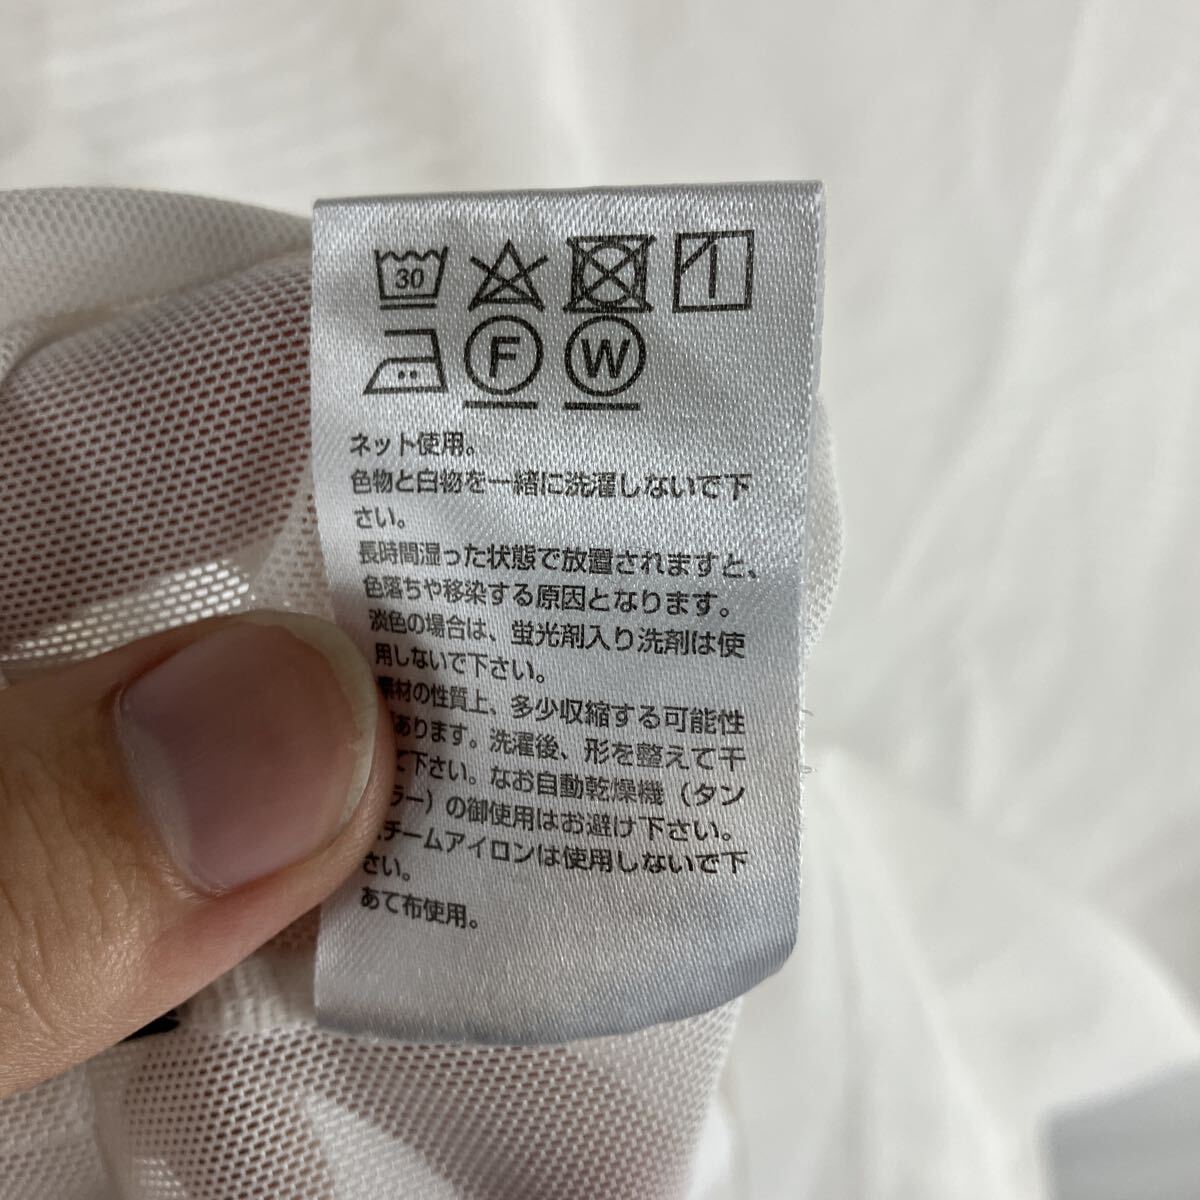 30
F W
ネット使用。
色物と白物を一緒に洗濯しないで下
さい。
長時間湿った状態で放置されますと、
色落ちや移染する原因となります。
淡色の場合は、蛍光剤入り洗剤は使
用しないで下さい。
素材の性質上、多少収縮する可能性
あります。洗濯後、形を整えて干
て下さい。なお自動乾燥機(タン
ラー)の御使用はお避け下さい。
チームアイロンは使用しないで下
さい。
あて布使用。